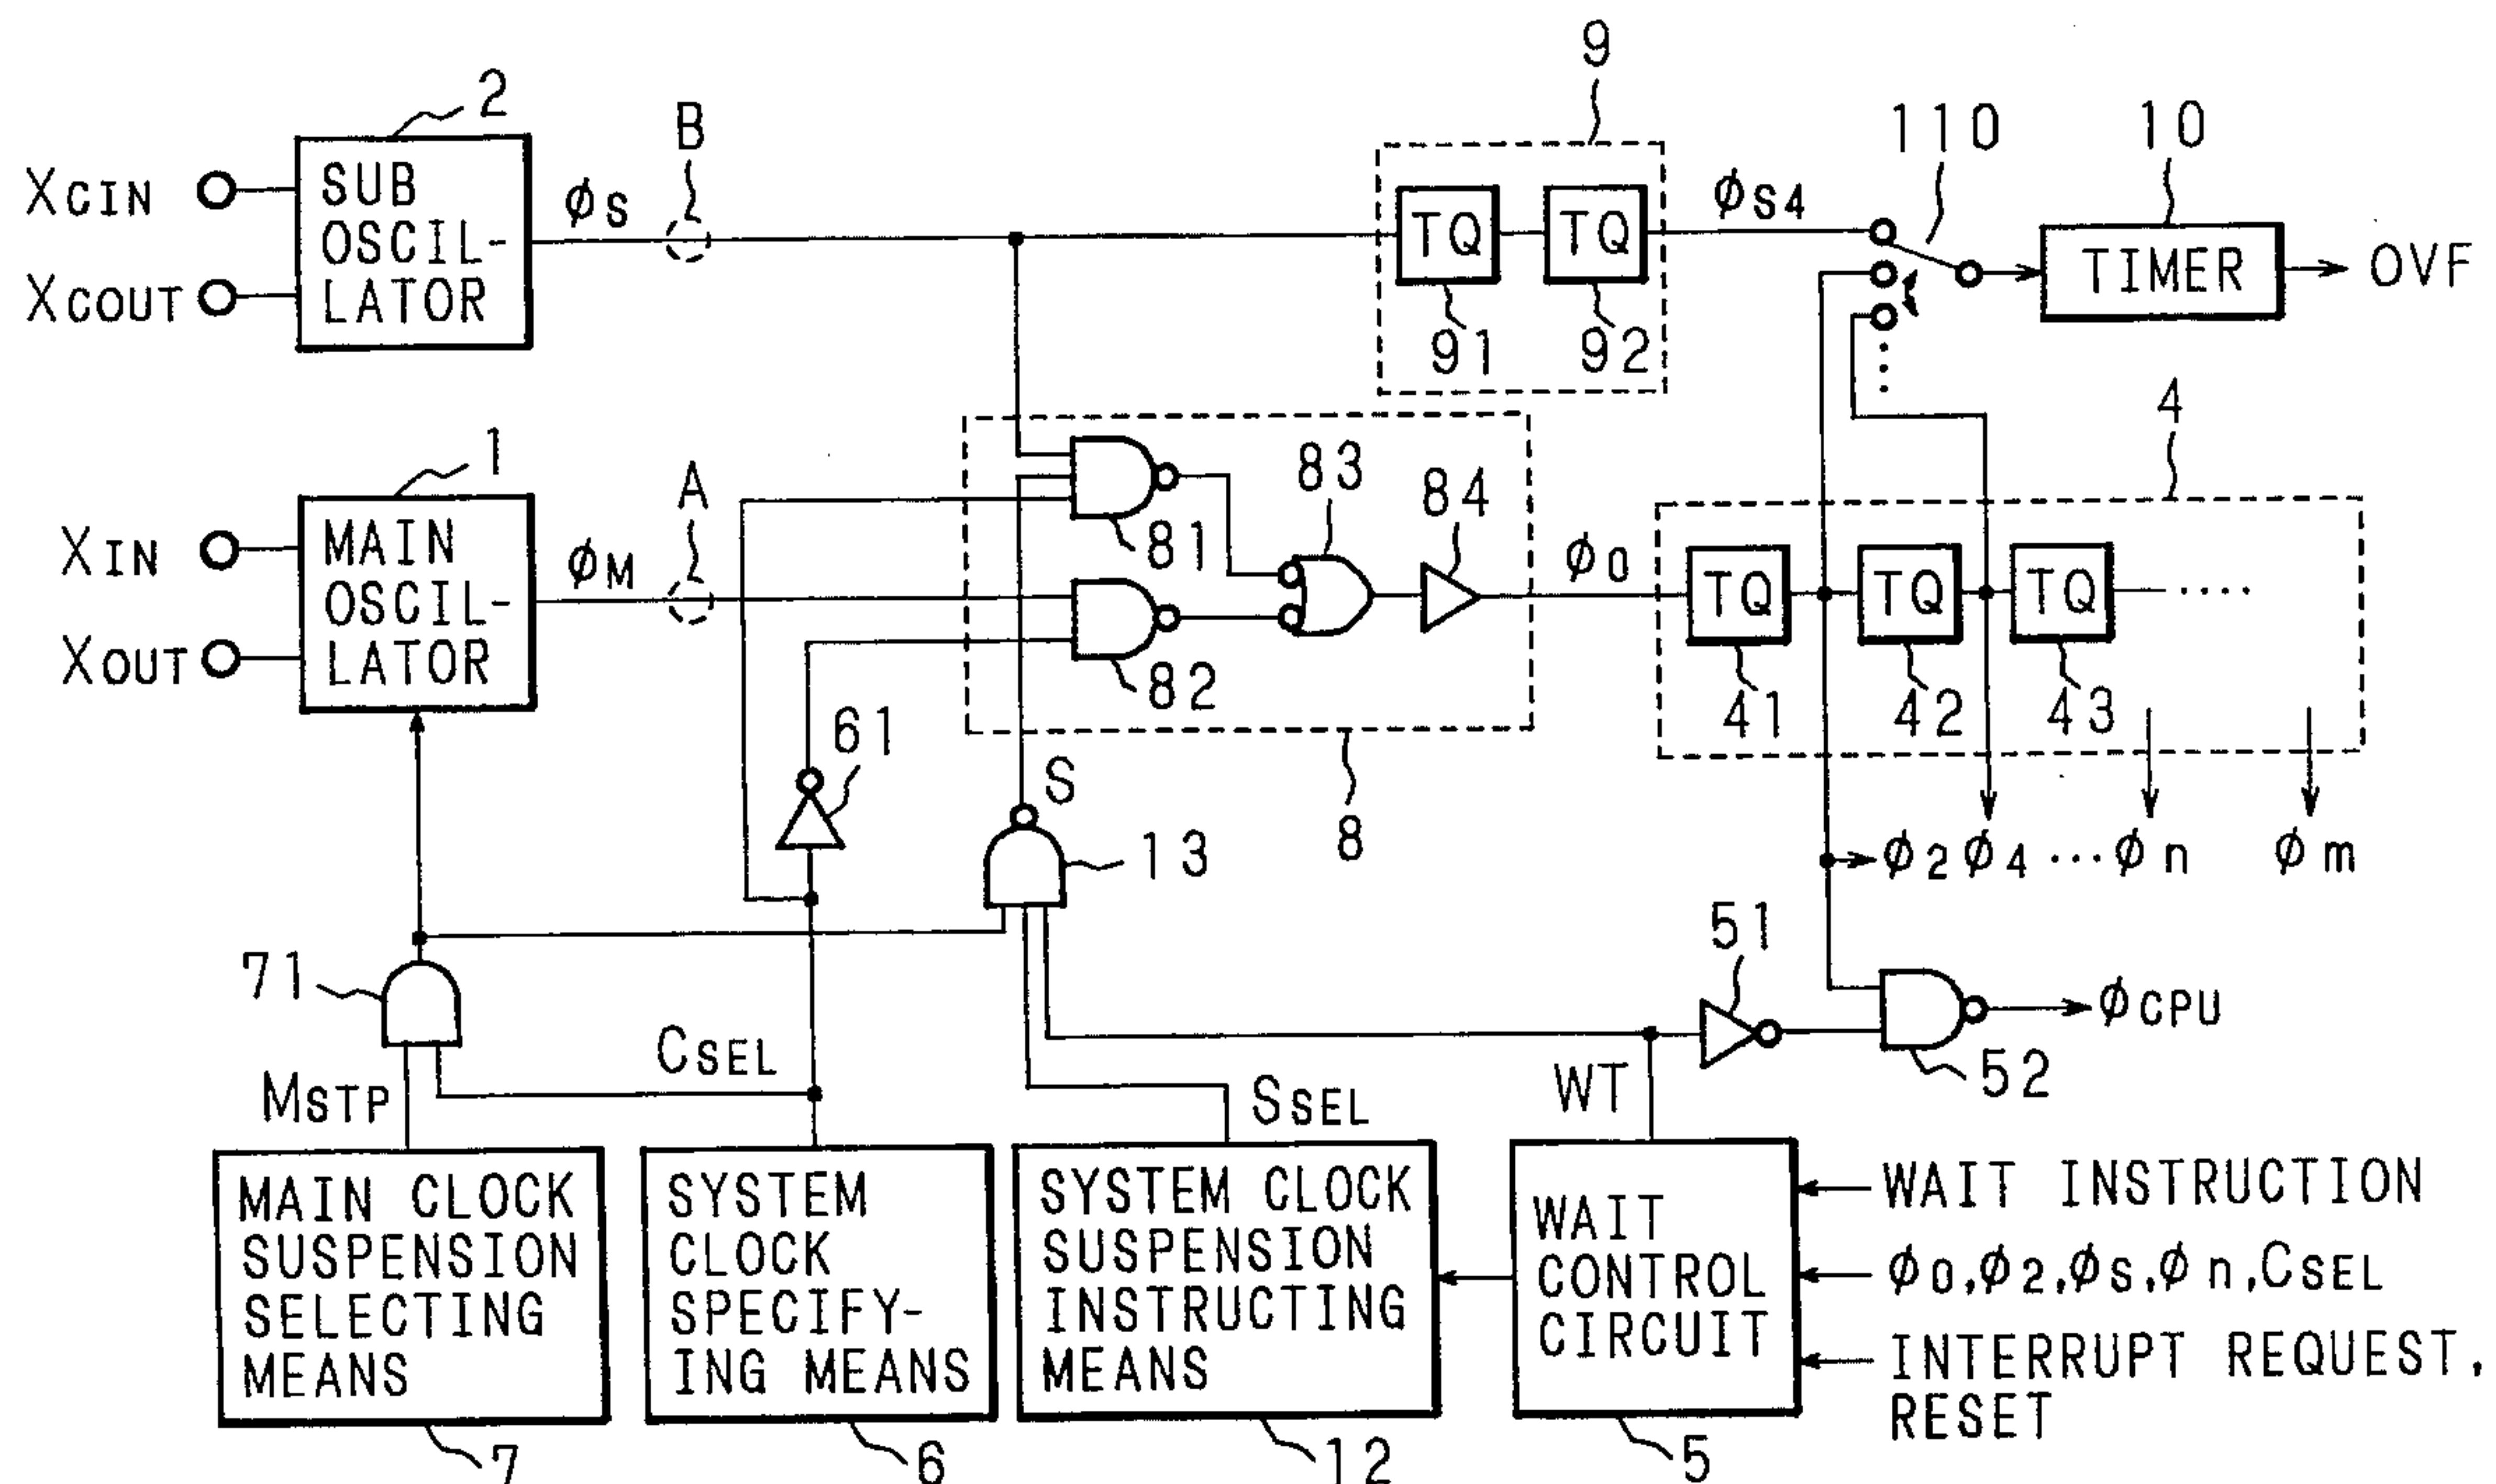 9
2
B
110
10
XCIN
SUB
OSCIL-
LATOR
ϕS
TQ
TQ
ϕS4
TIMER
OVF
XCOUT
91
92
4
1
A
83
84
XIN
MAIN
OSCIL-
LATOR
ϕM
81
ϕ0
TQ
TQ
TQ
....
XOUT
82
41
42
43
61
S
8
13
ϕ2 ϕ4 ... ϕn ϕm
71
51
CSEL
ϕCPU
MSTP
SSEL
WT
52
MAIN CLOCK
SUSPENSION
SELECTING
MEANS
SYSTEM
CLOCK
SPECIFY-
ING MEANS
SYSTEM CLOCK
SUSPENSION
INSTRUCTING
MEANS
WAIT
CONTROL
CIRCUIT
WAIT INSTRUCTION
ϕ0,ϕ2,ϕS,ϕn,CSEL
INTERRUPT REQUEST,
RESET
7
6
12
5